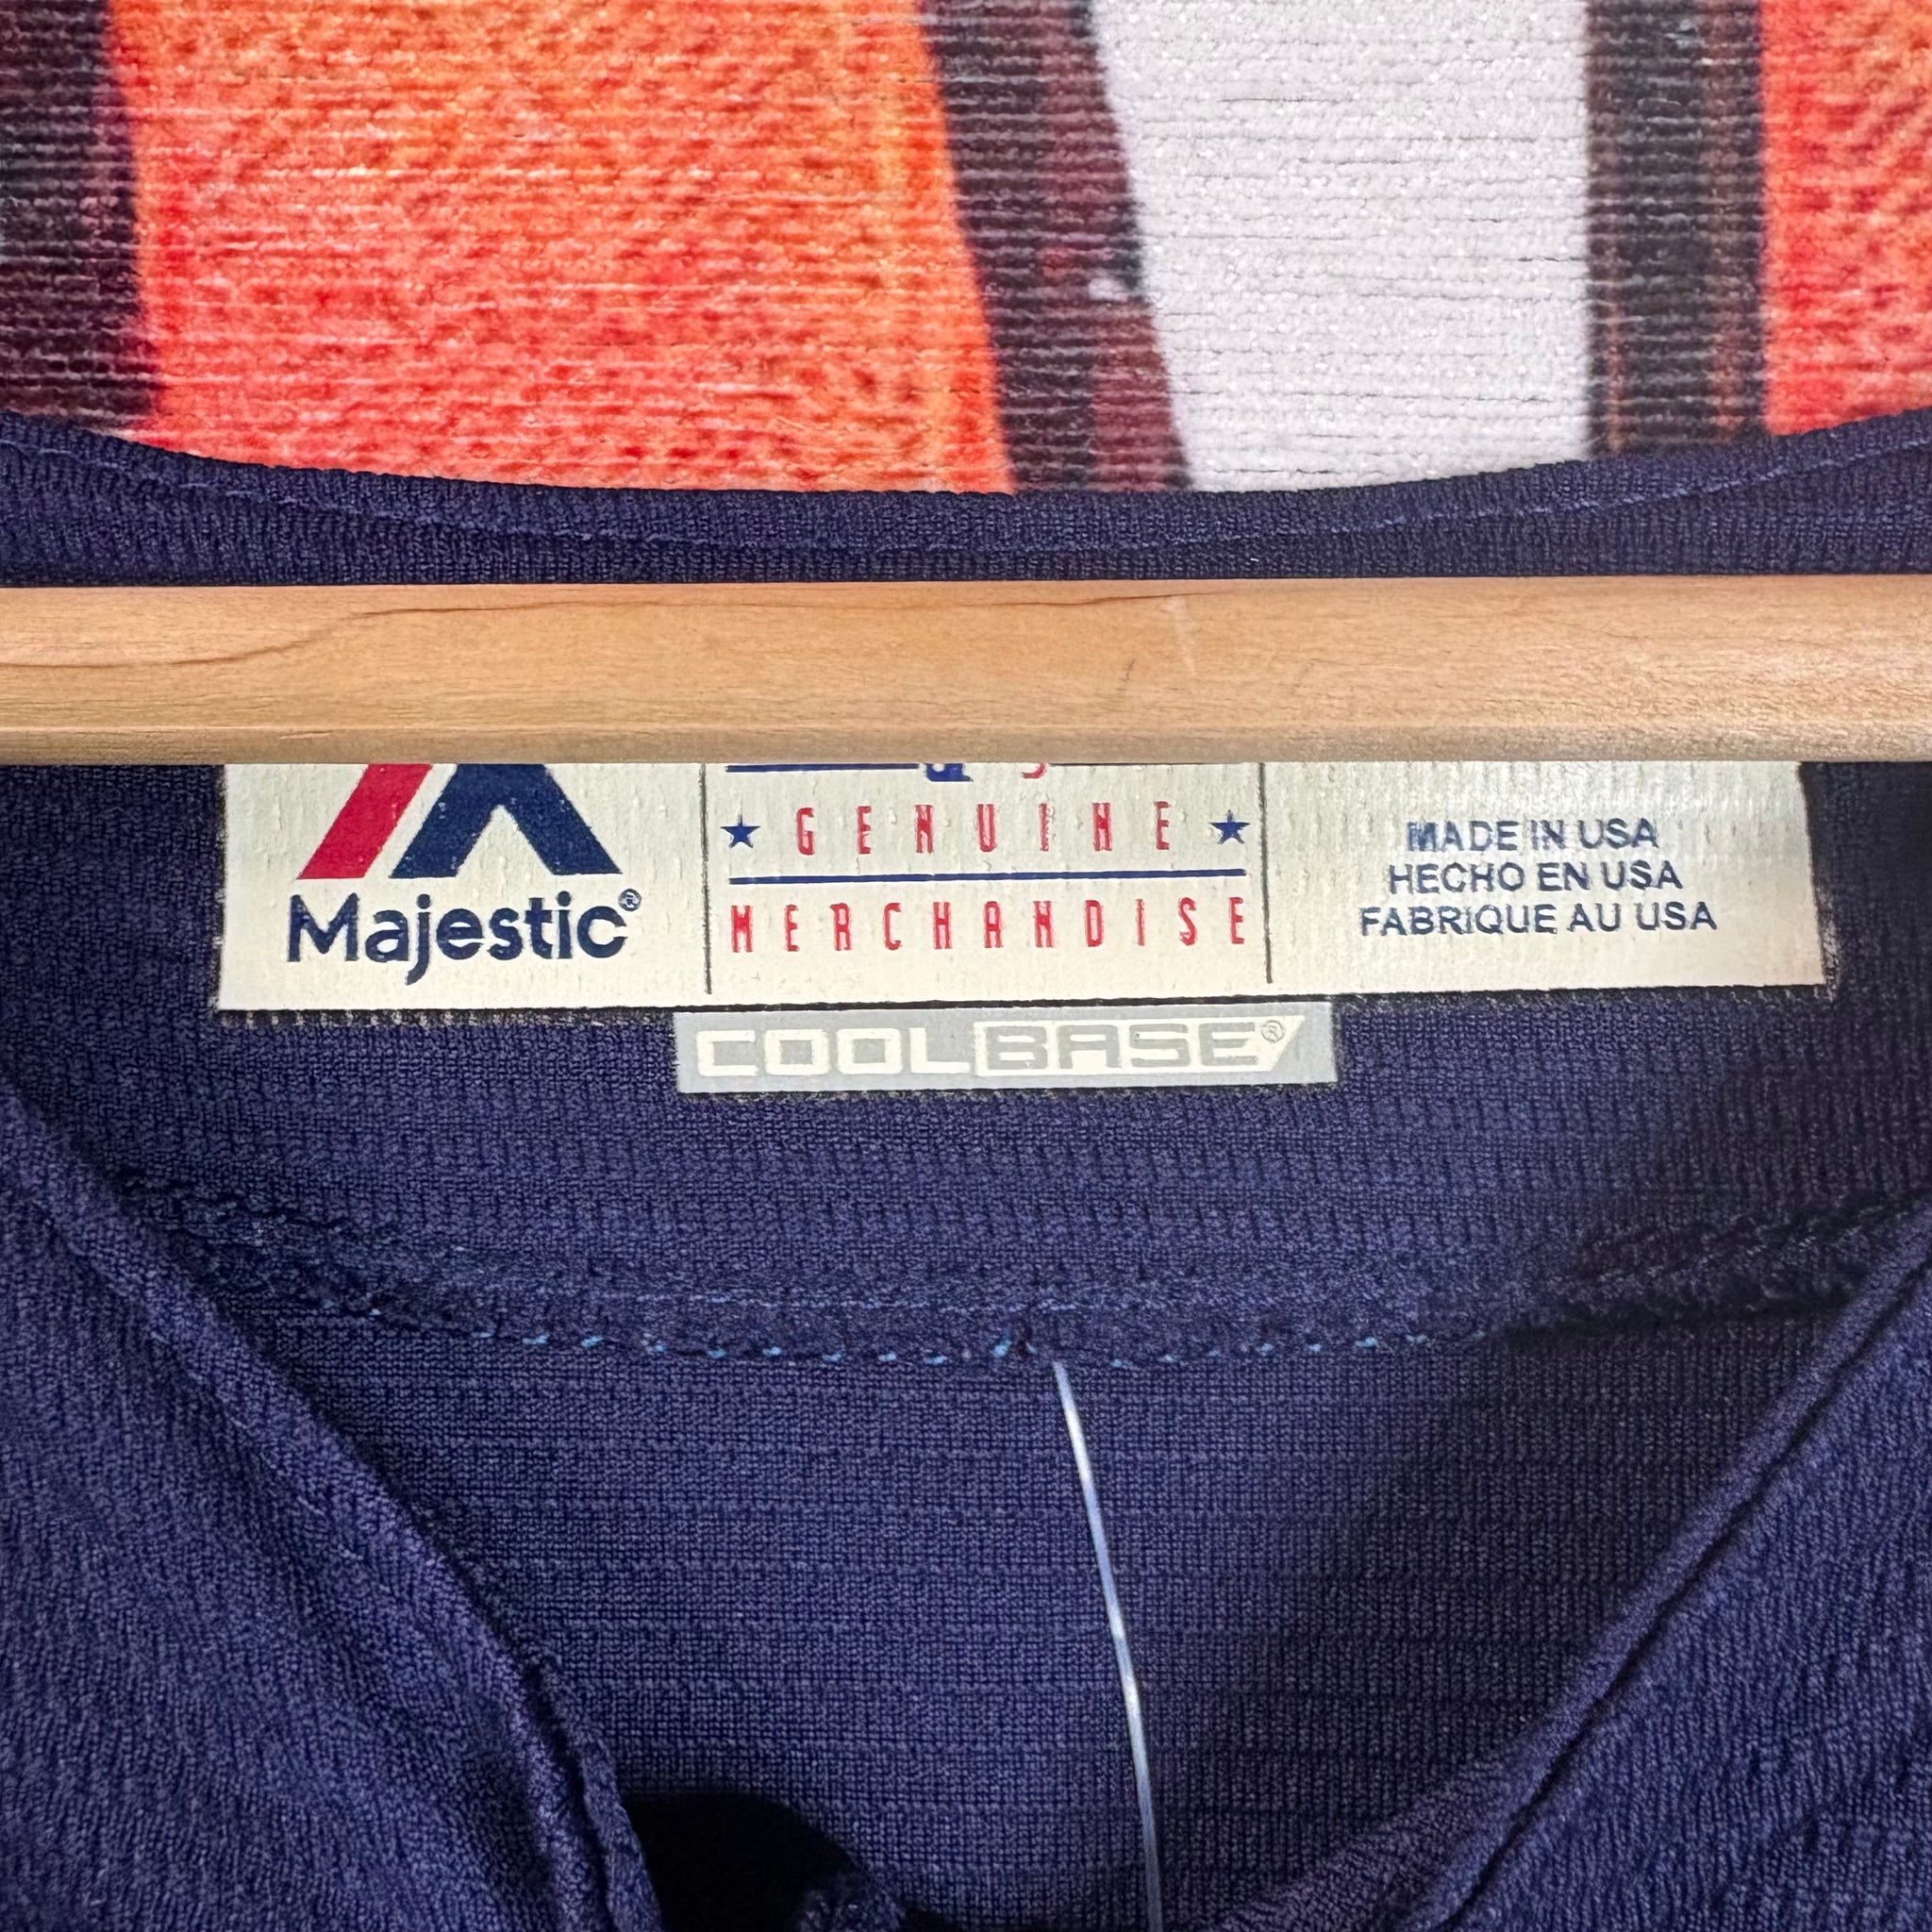 Majestic®
GENUINE
MERCHANDISE
MADE IN USA
HECHO EN USA
FABRIQUE AU USA
COOLBASE®